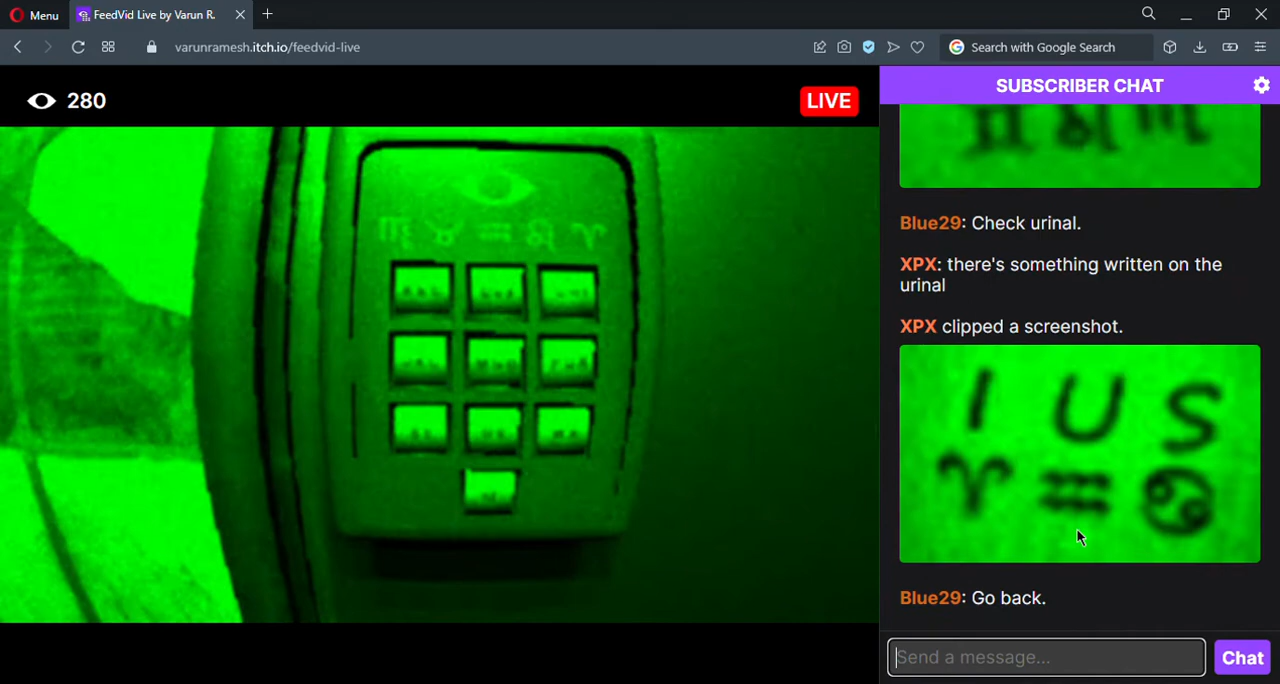 Menu
FeedVid Live by Varun R.
varunramesh.itch.io/feedvid-live
Search with Google Search
280
LIVE
SUBSCRIBER CHAT
♊ ♉ ♏
Blue29: Check urinal.
XPX: there's something written on the
urinal
XPX clipped a screenshot.
I U S
♈ ♒ ♋
Blue29: Go back.
Send a message...
Chat
♏ ♉ ♒ ♌ ♈